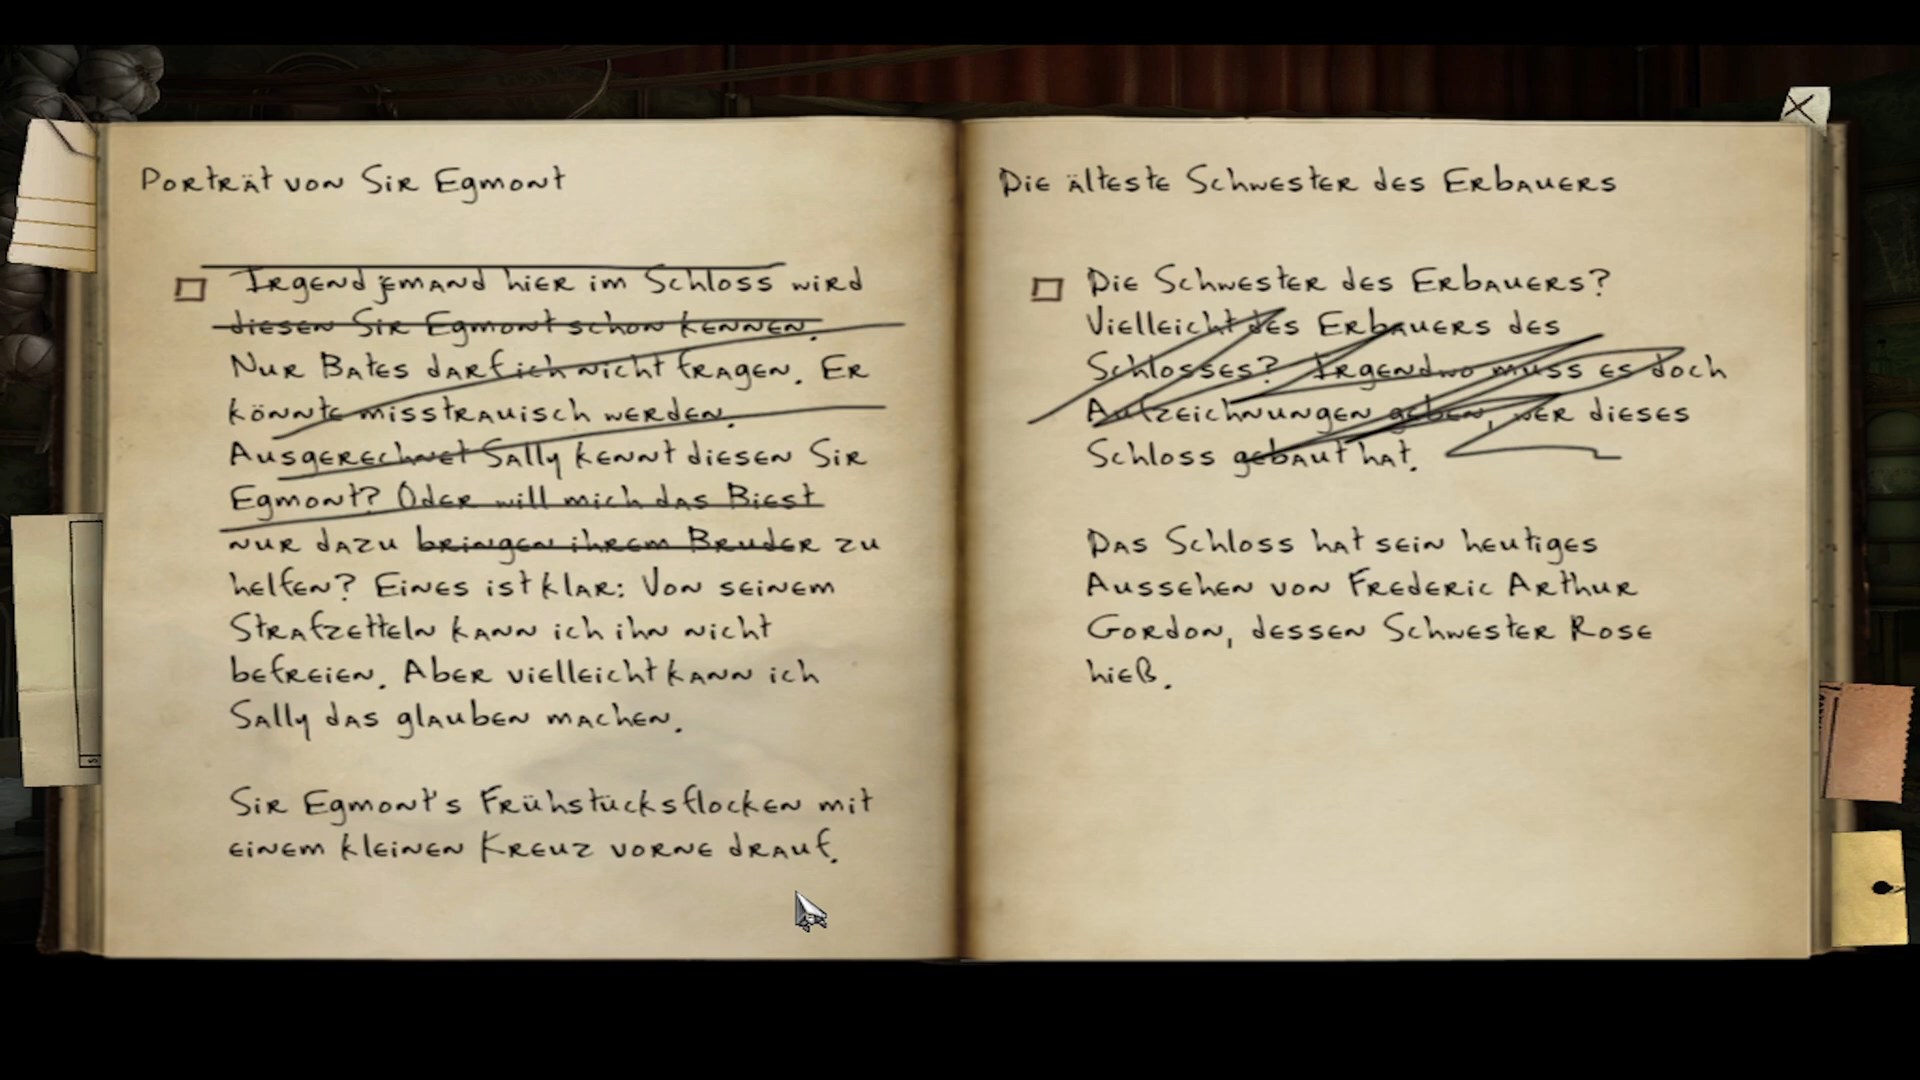 Porträt von Sir Egmont
Irgendjemand hier im Schloss wird
diesen Sir Egmont schon kennen.
Nur Bates darf ich nicht fragen. Er
könnte misstrauisch werden.
Ausgerechnet Sally kennt diesen Sir
Egmont? Oder will mich das Biest
nur dazu bringen ihrem Bruder zu
helfen? Eines ist klar: Von seinem
Strafzetteln kann ich ihn nicht
befreien. Aber vielleicht kann ich
Sally das glauben machen.
Sir Egmont's Frühstücksflocken mit
einem kleinen Kreuz vorne drauf.
Die älteste Schwester des Erbauers
Die Schwester des Erbauers?
Vielleicht des Erbauers des
Schlosses? Irgendwo muss es doch
Aufzeichnungen geben, wer dieses
Schloss gebaut hat.
Das Schloss hat sein heutiges
Aussehen von Frederic Arthur
Gordon, dessen Schwester Rose
hieß.